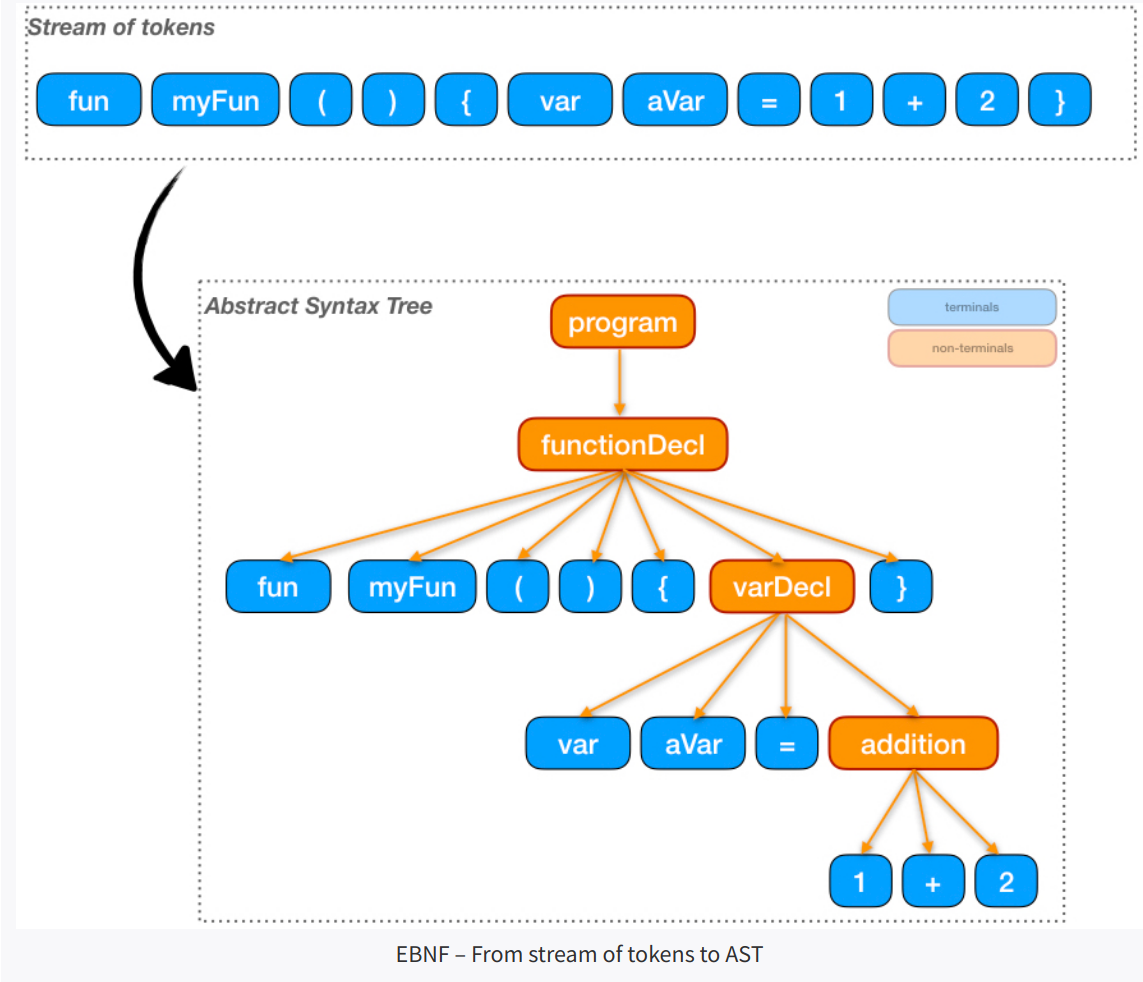 Stream of tokens
fun myFun ( ) { var aVar = 1 + 2 }
Abstract Syntax Tree
terminals
non-terminals
program
functionDecl
fun myFun ( ) { varDecl }
var aVar = addition
1 + 2
EBNF – From stream of tokens to AST